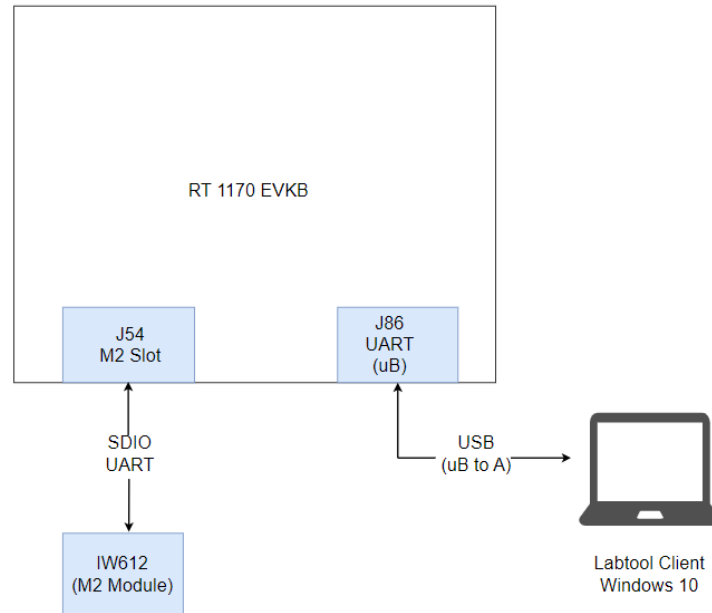 RT 1170 EVKB
J54
M2 Slot
J86
UART
(uB)
SDIO
UART
USB
(uB to A)
IW612
(M2 Module)
Labtool Client
Windows 10